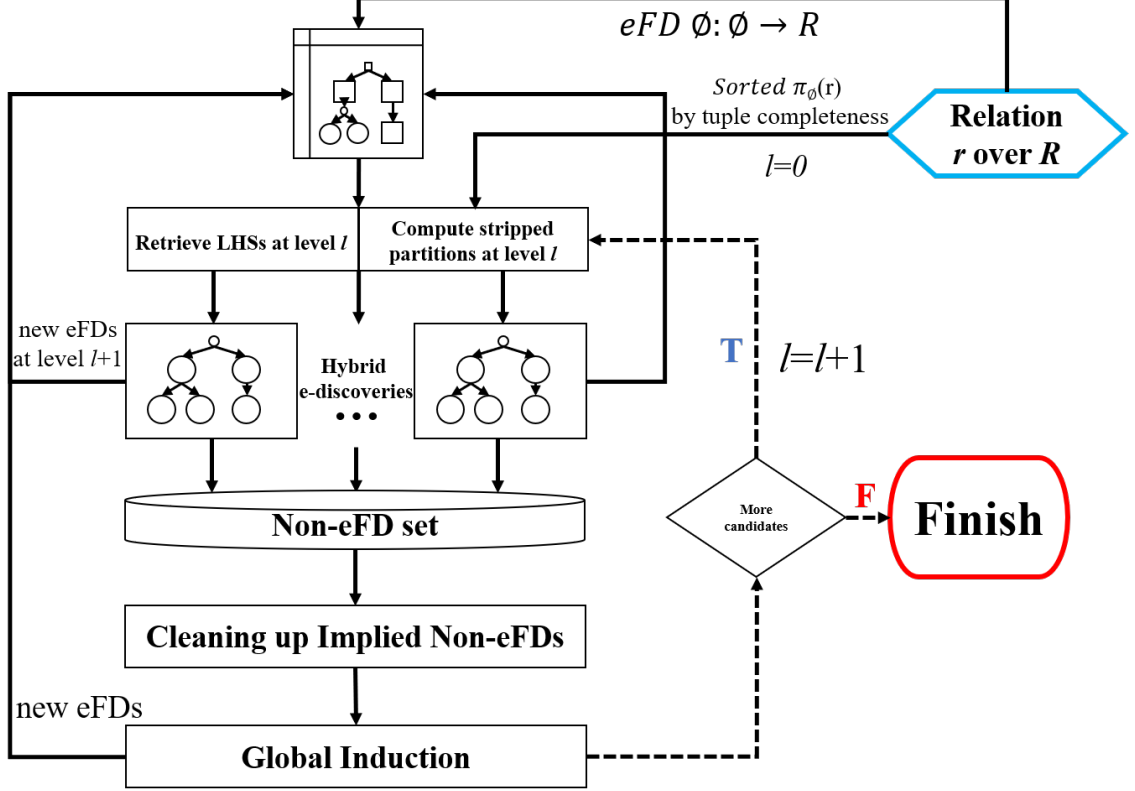 eFD ∅: ∅ → R
Sorted π∅(r)
by tuple completeness
l=0
Relation
r over R
Retrieve LHSs at level l
Compute stripped
partitions at level l
new eFDs
at level l+1
Hybrid
e-discoveries
...
T
l=l+1
Non-eFD set
More
candidates
F
Finish
Cleaning up Implied Non-eFDs
new eFDs
Global Induction